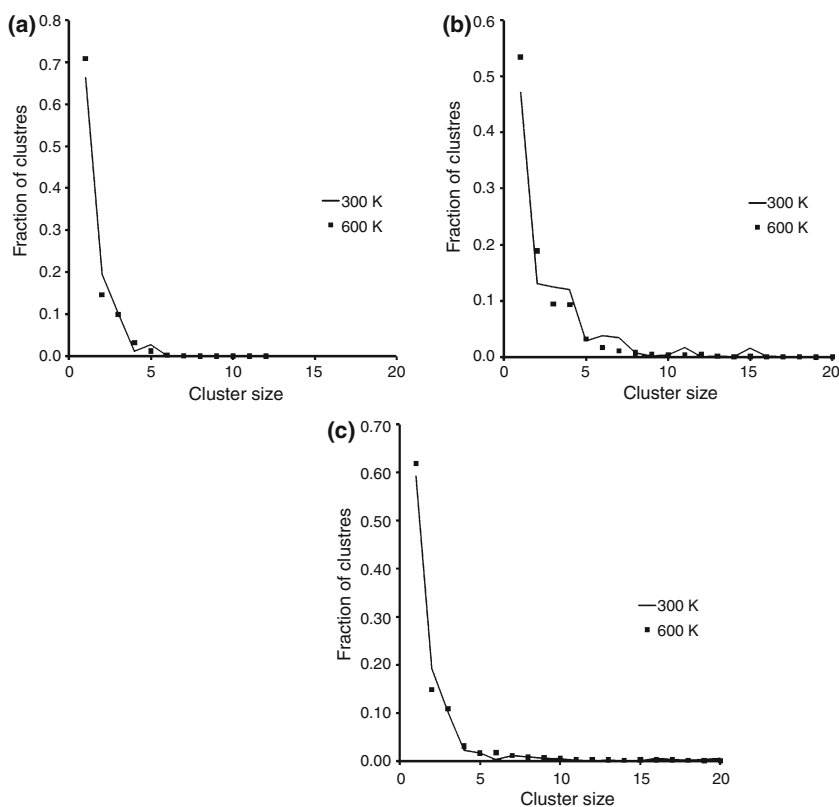 (a)
0.8
0.7
0.6
0.5
0.4
0.3
0.2
0.1
0.0
Fraction of clustres
300 K
600 K
0 5 10 15 20
Cluster size
(b)
0.6
0.5
0.4
0.3
0.2
0.1
0.0
Fraction of clustres
300 K
600 K
0 5 10 15 20
Cluster size
(c)
0.70
0.60
0.50
0.40
0.30
0.20
0.10
0.00
Fraction of clustres
300 K
600 K
0 5 10 15 20
Cluster size